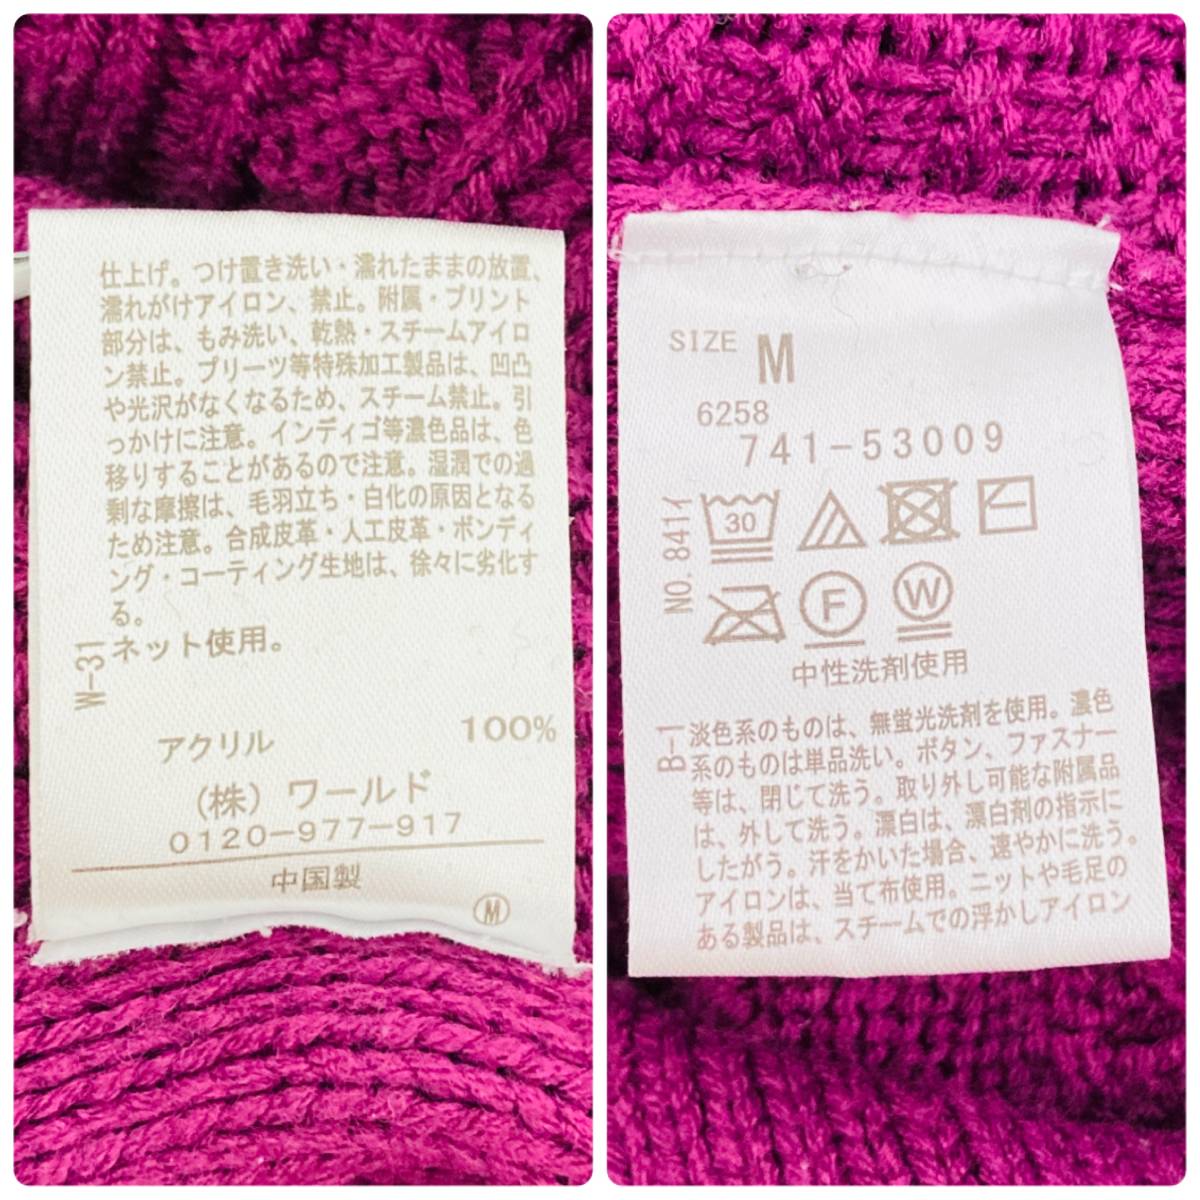 仕上げ。つけ置き洗い・濡れたままの放置、
濡れがけアイロン、禁止。附属・プリント
部分は、もみ洗い、乾熱・スチームアイロ
ン禁止。プリーツ等特殊加工製品は、凹凸
や光沢がなくなるため、スチーム禁止。引
っかけに注意。インディゴ等濃色品は、色
移りすることがあるので注意。湿潤での過
剰な摩擦は、毛羽立ち・白化の原因となる
ため注意。合成皮革・人工皮革・ボンディ
ング・コーティング生地は、徐々に劣化す
る。
ネット使用。
W-31
アクリル 100%
(株) ワールド
0120-977-917
中国製
M
SIZE M
6258
741-53009
NO.841イ
30
F W
中性洗剤使用
B-1
淡色系のものは、無蛍光洗剤を使用。濃色
系のものは単品洗い。ボタン、ファスナー
等は、閉じて洗う。取り外し可能な附属品
は、外して洗う。漂白は、漂白剤の指示に
したがう。汗をかいた場合、速やかに洗う。
アイロンは、当て布使用。ニットや毛足の
ある製品は、スチームでの浮かしアイロン